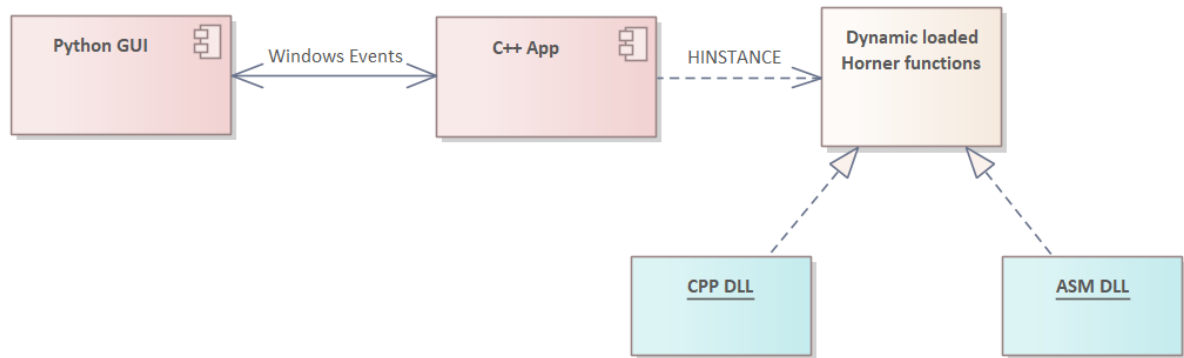 Python GUI
Windows Events
C++ App
HINSTANCE
Dynamic loaded
Horner functions
CPP DLL
ASM DLL